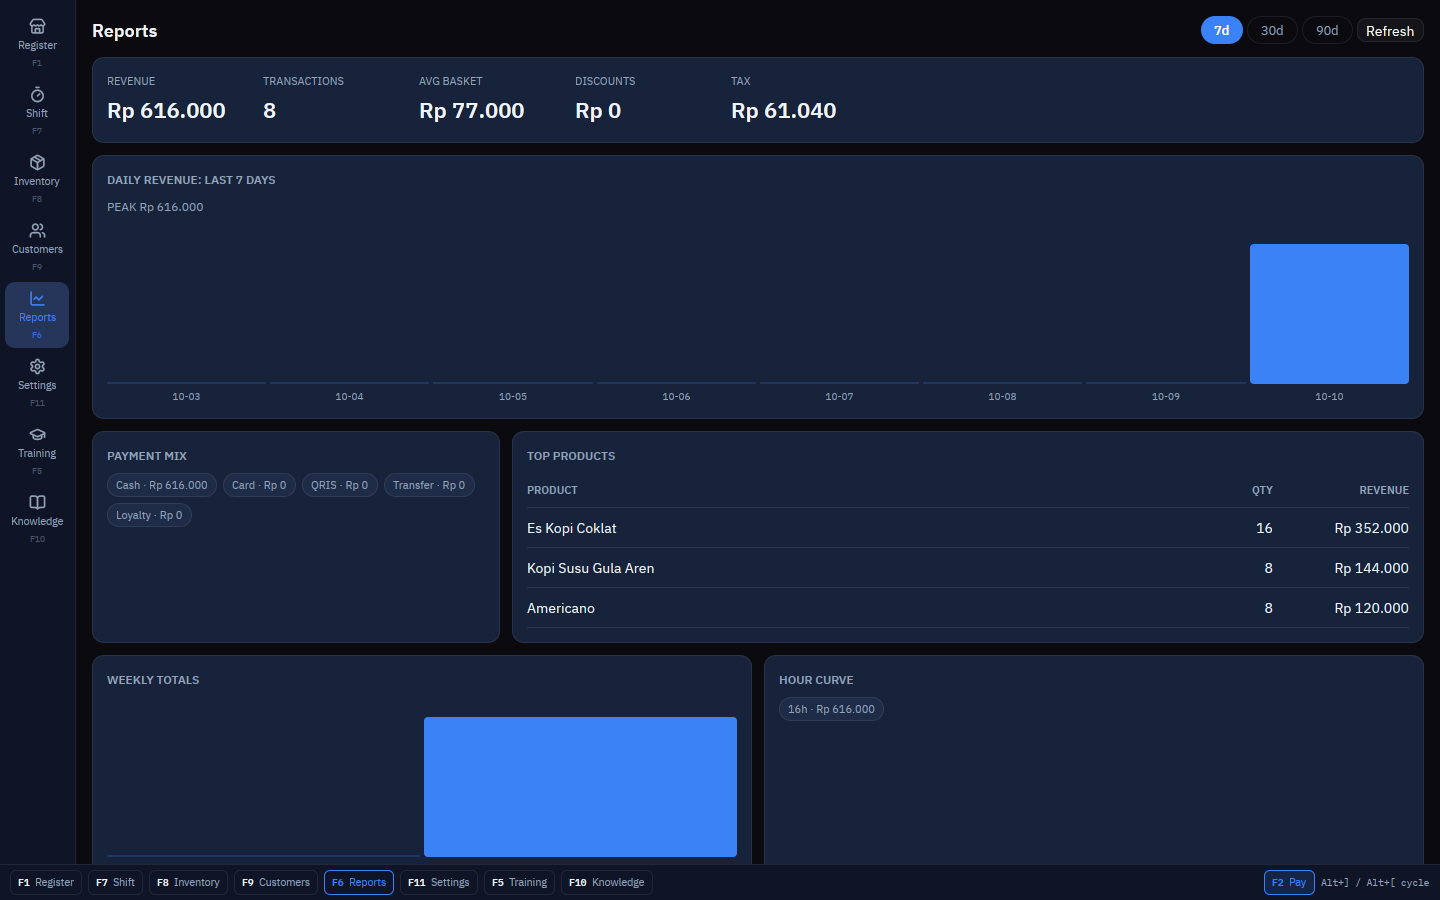 Register
F1
Shift
F7
Inventory
F8
Customers
F9
Reports
F6
Settings
F11
Training
F5
Knowledge
F10
Reports
7d 30d 90d Refresh
REVENUE TRANSACTIONS AVG BASKET DISCOUNTS TAX
Rp 616.000 8 Rp 77.000 Rp 0 Rp 61.040
DAILY REVENUE: LAST 7 DAYS
PEAK Rp 616.000
10-03 10-04 10-05 10-06 10-07 10-08 10-09 10-10
PAYMENT MIX
Cash · Rp 616.000 Card · Rp 0 QRIS · Rp 0 Transfer · Rp 0
Loyalty · Rp 0
TOP PRODUCTS
PRODUCT QTY REVENUE
Es Kopi Coklat 16 Rp 352.000
Kopi Susu Gula Aren 8 Rp 144.000
Americano 8 Rp 120.000
WEEKLY TOTALS
HOUR CURVE
16h · Rp 616.000
F1 Register F7 Shift F8 Inventory F9 Customers F6 Reports F11 Settings F5 Training F10 Knowledge F2 Pay Alt+] / Alt+[ cycle